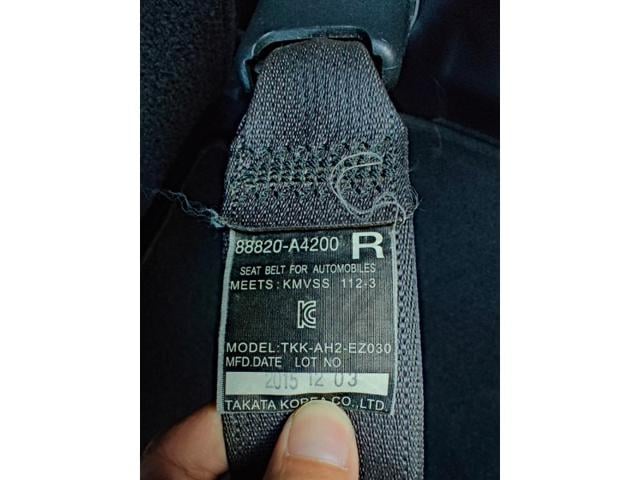 88820-A4200 R
SEAT BELT FOR AUTOMOBILES
MEETS : KMVSS 112-3
KC
MODEL:TKK-AH2-EZ030
MFD.DATE LOT NO
2015 12 03
TAKATA KOREA CO.,LTD.